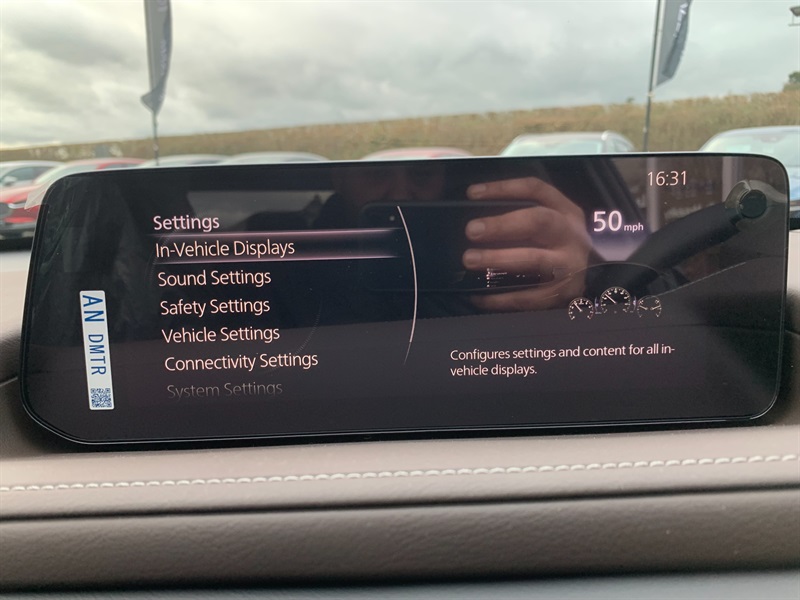 16:31
Settings
In-Vehicle Displays
Sound Settings
Safety Settings
Vehicle Settings
Connectivity Settings
System Settings
50 mph
Configures settings and content for all in-
vehicle displays.
AN DMTR